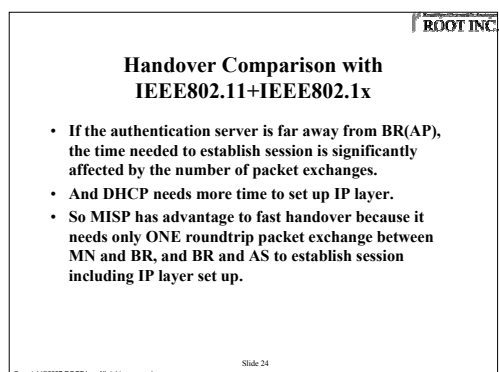 ROOT INC.
Handover Comparison with
IEEE802.11+IEEE802.1x
• If the authentication server is far away from BR(AP),
the time needed to establish session is significantly
affected by the number of packet exchanges.
• And DHCP needs more time to set up IP layer.
• So MISP has advantage to fast handover because it
needs only ONE roundtrip packet exchange between
MN and BR, and BR and AS to establish session
including IP layer set up.
Slide 24